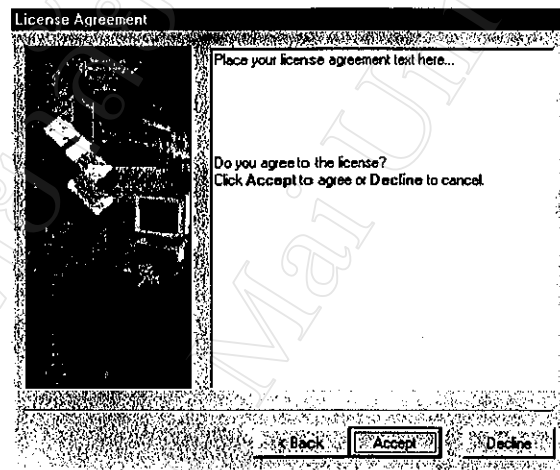 License Agreement
Place your license agreement text here...
Do you agree to the license?
Click Accept to agree or Decline to cancel.
< Back Accept Decline